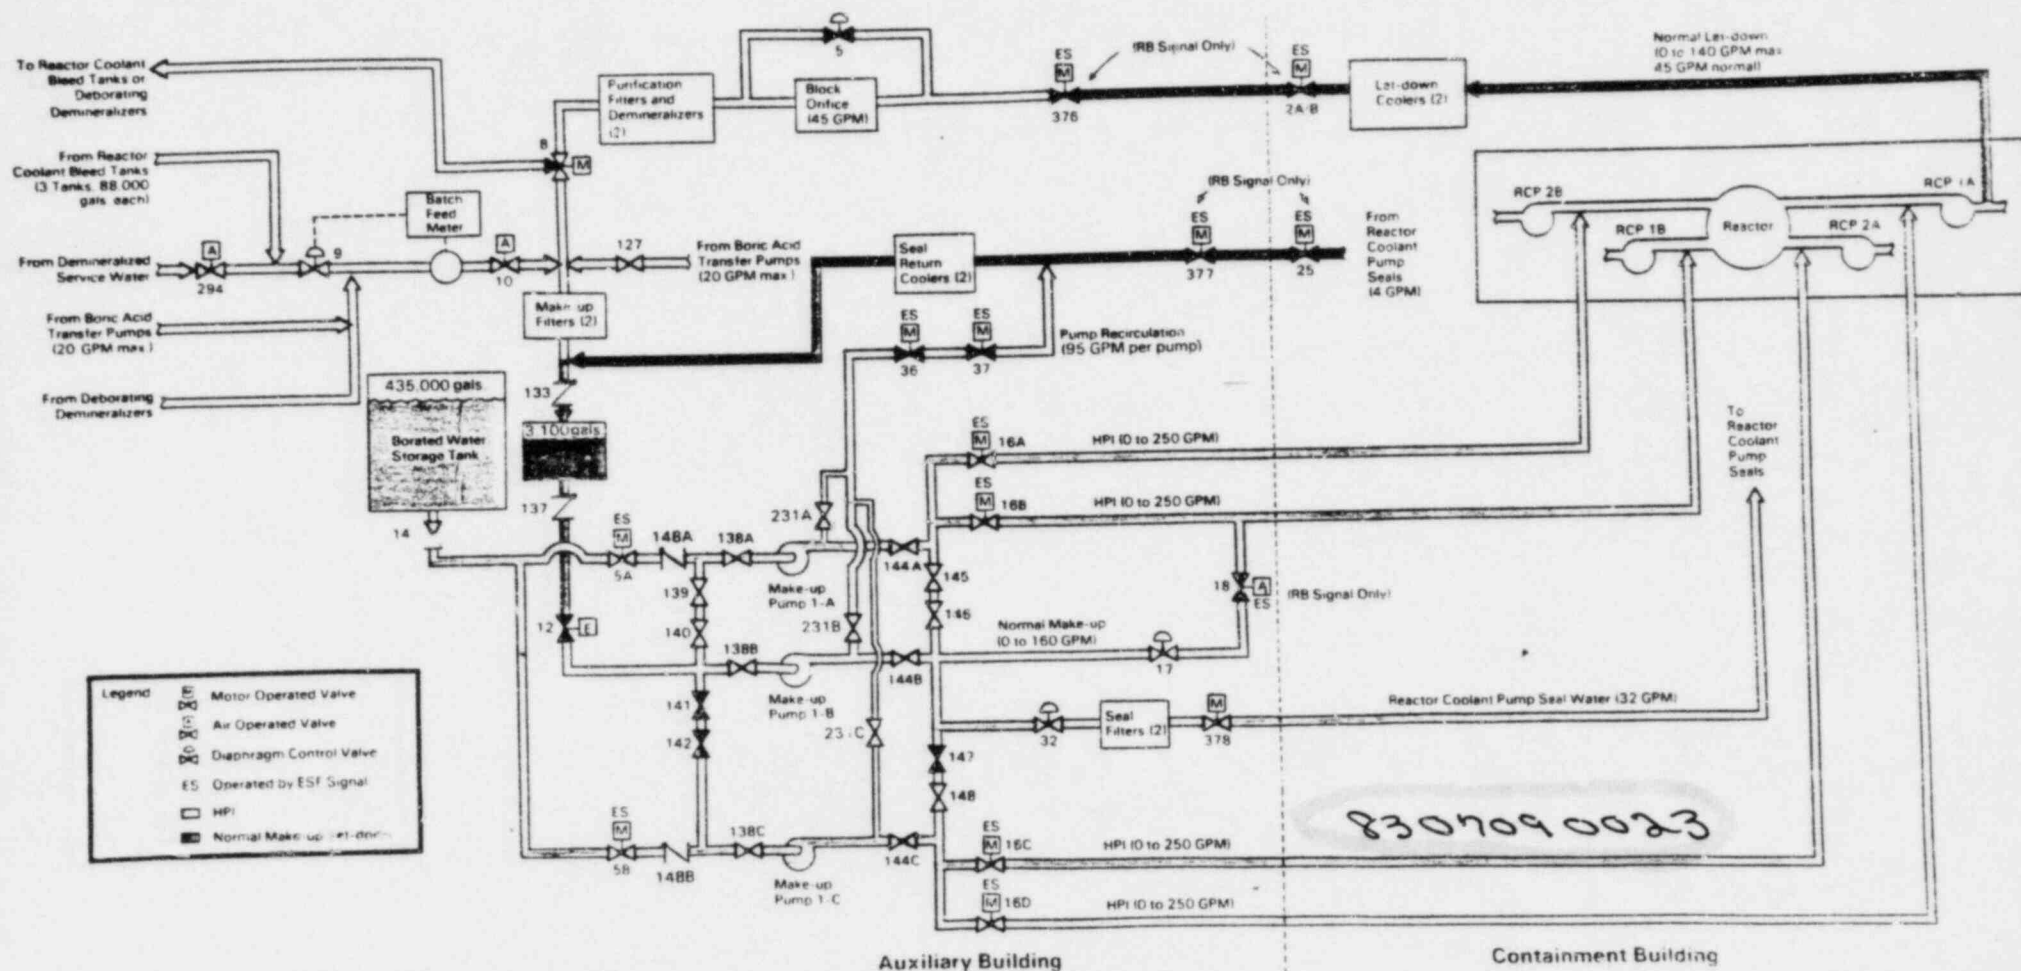 To Reactor Coolant
Bleed Tanks or
Deborating
Demineralizers
From Reactor
Coolant Bleed Tanks
(3 Tanks, 88,000
gals. each)
Batch
Feed
Meter
From Demineralized
Service Water
From Boric Acid
Transfer Pumps
(20 GPM max.)
From Deborating
Demineralizers
A
294
9
A
10
8
M
127
From Boric Acid
Transfer Pumps
(20 GPM max.)
Purification
Filters and
Demineralizers
(2)
5
Block
Orifice
(45 GPM)
ES
M
376
(RB Signal Only)
ES
M
2A-B
Let-down
Coolers (2)
Normal Let-down
(0 to 140 GPM max
45 GPM normal)
Make-up
Filters (2)
Seal
Return
Coolers (2)
(RB Signal Only)
ES
M
377
ES
M
25
From
Reactor
Coolant
Pump
Seals
(4 GPM)
RCP 2B
RCP 1A
RCP 1B
Reactor
RCP 2A
ES
M
36
ES
M
37
Pump Recirculation
(95 GPM per pump)
435,000 gals.
Borated Water
Storage Tank
14
133
3,100 gals
137
ES
M
16A
HPI (0 to 250 GPM)
ES
M
16B
HPI (0 to 250 GPM)
To
Reactor
Coolant
Pump
Seals
ES
M
5A
148A
138A
231A
Make-up
Pump 1-A
144A
145
146
139
140
12
E
138B
231B
Make-up
Pump 1-B
144B
Normal Make-up
(0 to 160 GPM)
17
18
A
ES
(RB Signal Only)
141
142
231C
32
Seal
Filters (2)
M
378
Reactor Coolant Pump Seal Water (32 GPM)
147
148
ES
M
5B
148B
138C
Make-up
Pump 1-C
144C
ES
M
16C
HPI (0 to 250 GPM)
ES
M
16D
HPI (0 to 250 GPM)
Legend
Motor Operated Valve
Air Operated Valve
Diaphragm Control Valve
ES Operated by ESF Signal
HPI
Normal Make-up Let-down
8307090023
Auxiliary Building
Containment Building